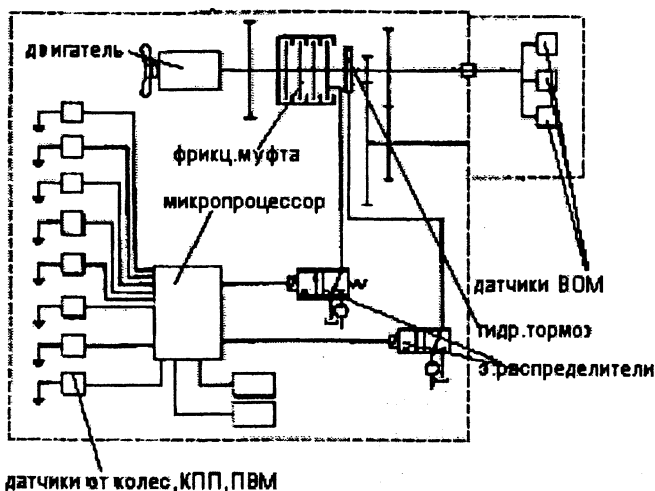 двигатель
фрикц.муфта
микропроцессор
датчики ВОМ
гидр.тормоз
э.распределители
датчики от колес,КПП,ПВМ